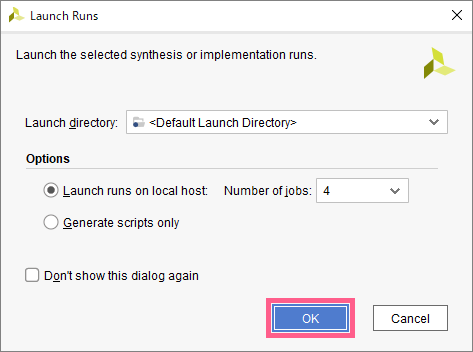 Launch Runs
Launch the selected synthesis or implementation runs.
Launch directory: <Default Launch Directory>
Options
Launch runs on local host: Number of jobs: 4
Generate scripts only
Don't show this dialog again
OK Cancel